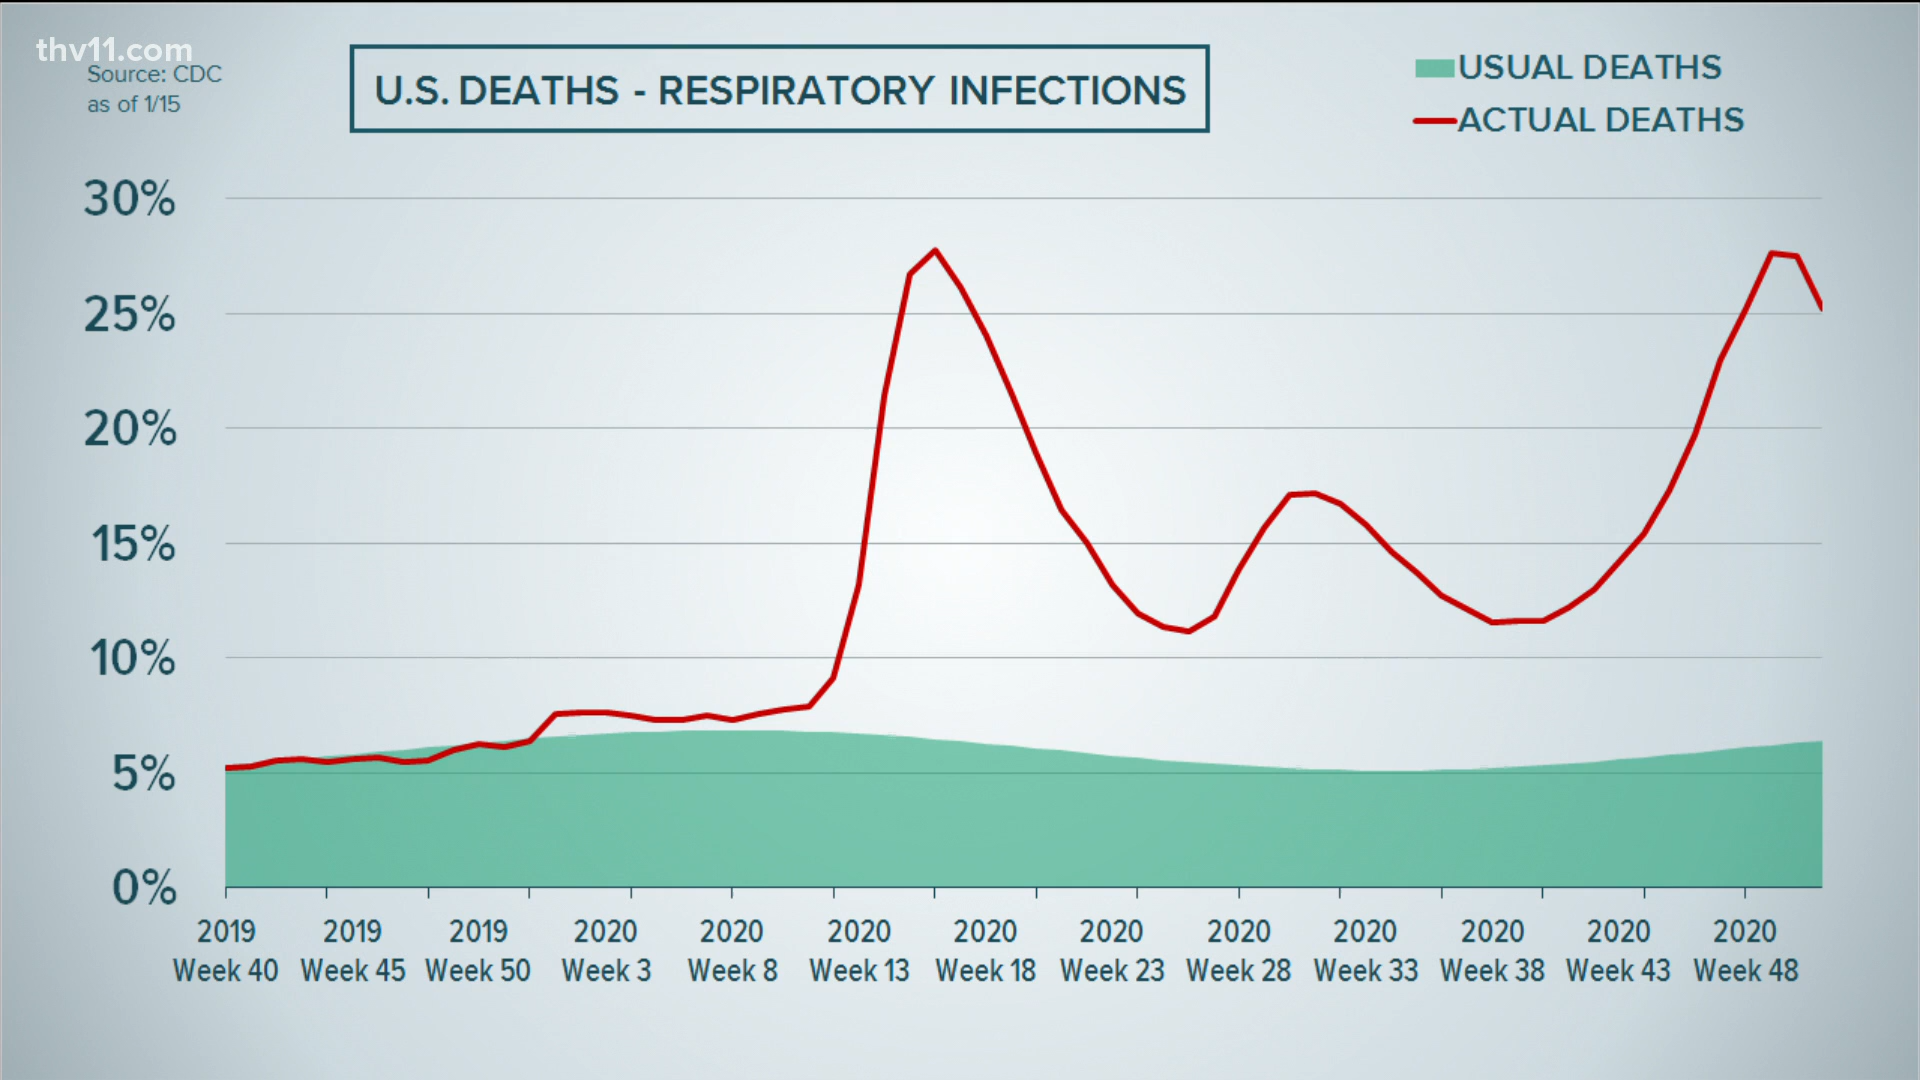 thv11.com
Source: CDC
as of 1/15
U.S. DEATHS - RESPIRATORY INFECTIONS
USUAL DEATHS
ACTUAL DEATHS
30%
25%
20%
15%
10%
5%
0%
2019 2019 2019 2020 2020 2020 2020 2020 2020 2020 2020 2020 2020
Week 40 Week 45 Week 50 Week 3 Week 8 Week 13 Week 18 Week 23 Week 28 Week 33 Week 38 Week 43 Week 48